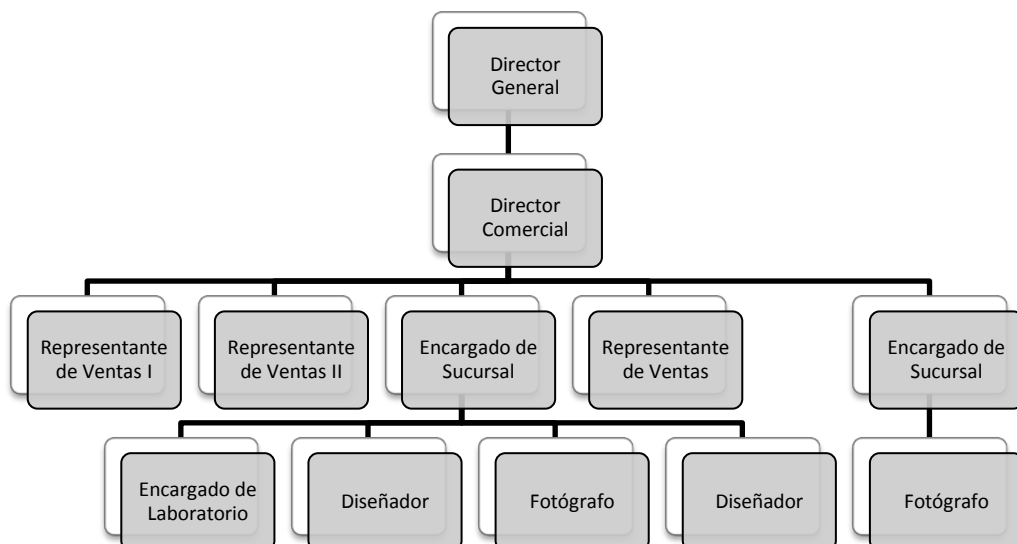 Director
General
Director
Comercial
Representante
de Ventas I
Representante
de Ventas II
Encargado de
Sucursal
Representante
de Ventas
Encargado de
Sucursal
Encargado de
Laboratorio
Diseñador
Fotógrafo
Diseñador
Fotógrafo